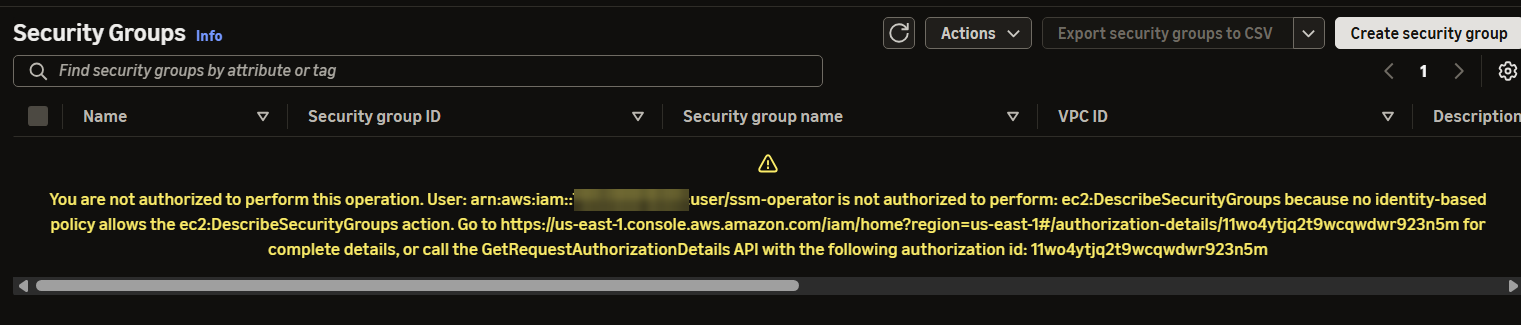 Security Groups Info
Actions
Export security groups to CSV
Create security group
Find security groups by attribute or tag
1
Name
Security group ID
Security group name
VPC ID
Description
You are not authorized to perform this operation. User: arn:aws:iam:: user/ssm-operator is not authorized to perform: ec2:DescribeSecurityGroups because no identity-based
policy allows the ec2:DescribeSecurityGroups action. Go to https://us-east-1.console.aws.amazon.com/iam/home?region=us-east-1#/authorization-details/11wo4ytjq2t9wcqwdwr923n5m for
complete details, or call the GetRequestAuthorizationDetails API with the following authorization id: 11wo4ytjq2t9wcqwdwr923n5m